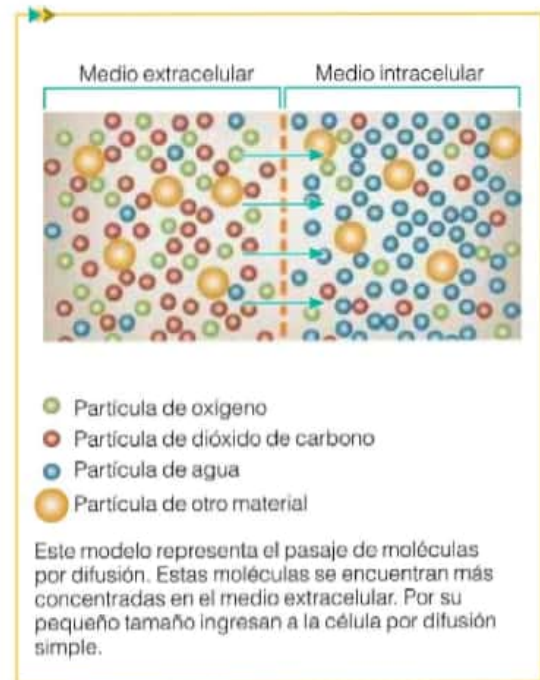 Medio extracelular Medio intracelular
Partícula de oxígeno
Partícula de dióxido de carbono
Partícula de agua
Partícula de otro material
Este modelo representa el pasaje de moléculas
por difusión. Estas moléculas se encuentran más
concentradas en el medio extracelular. Por su
pequeño tamaño ingresan a la célula por difusión
simple.